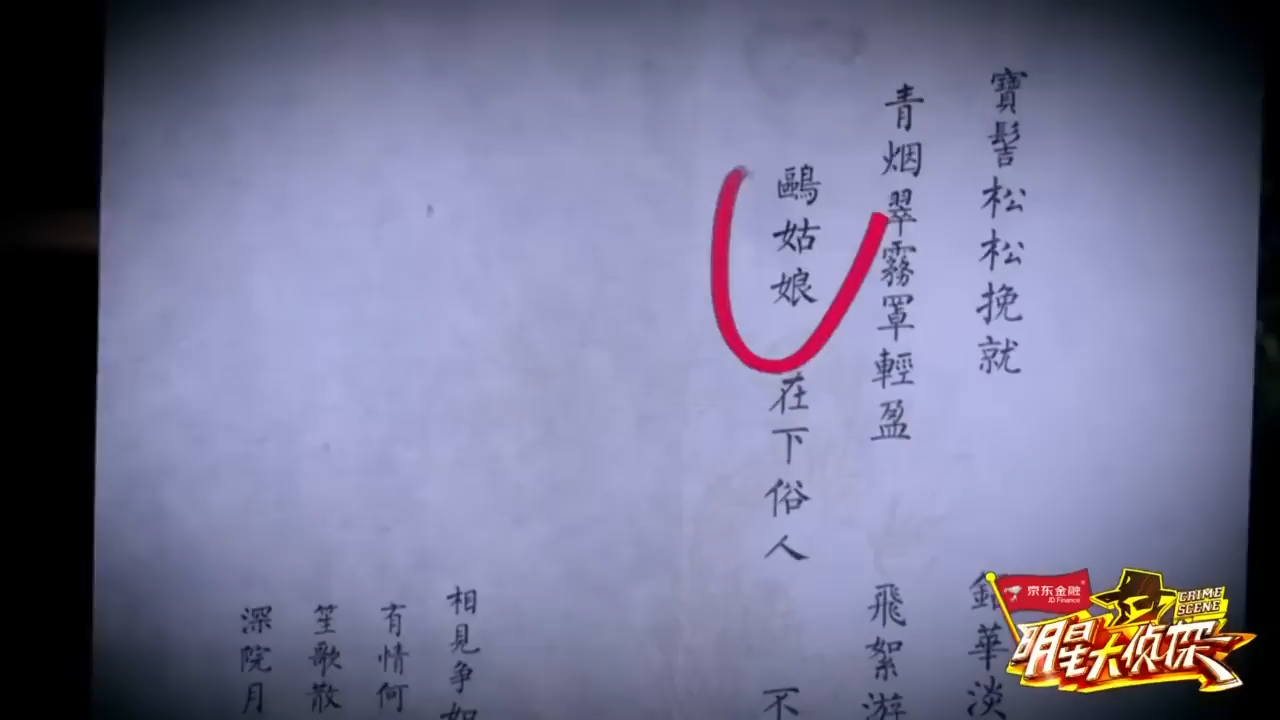 寶髻松松挽就
鉛華淡
青烟翠霧罩輕盈
飛絮游
鷗姑娘
在下俗人
不
相見争如
有情何
笙歌散
深院月
京东金融
JD Finance
CRIME SCENE
明星大侦探